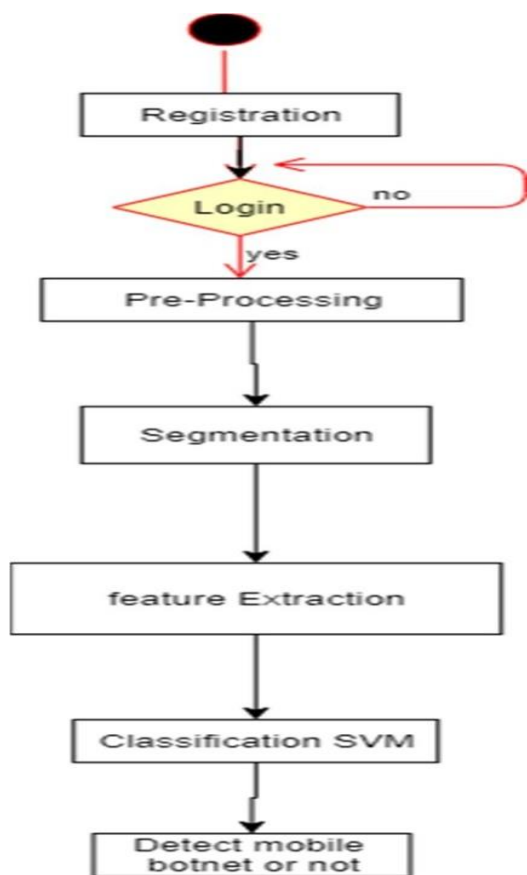 Registration
Login
no
yes
Pre-Processing
Segmentation
feature Extraction
Classification SVM
Detect mobile
botnet or not